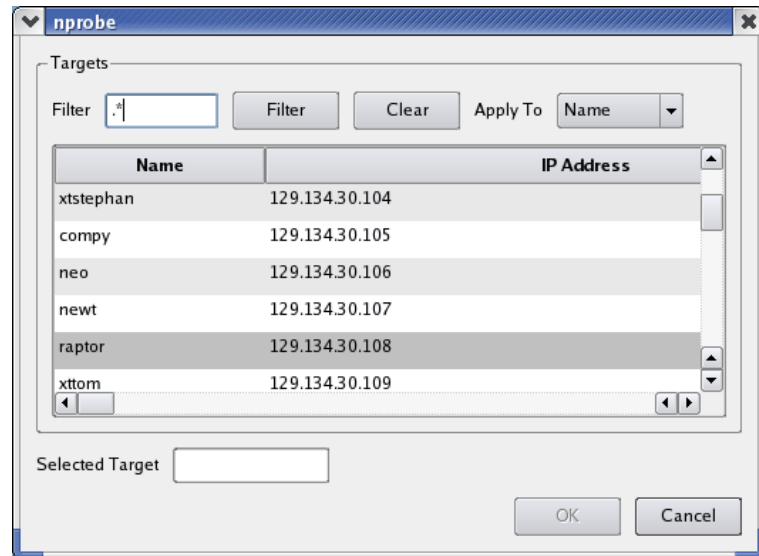 nprobe
Targets
Filter .* Filter Clear Apply To Name
Name IP Address
xtstephan 129.134.30.104
compy 129.134.30.105
neo 129.134.30.106
newt 129.134.30.107
raptor 129.134.30.108
xttom 129.134.30.109
Selected Target
OK Cancel